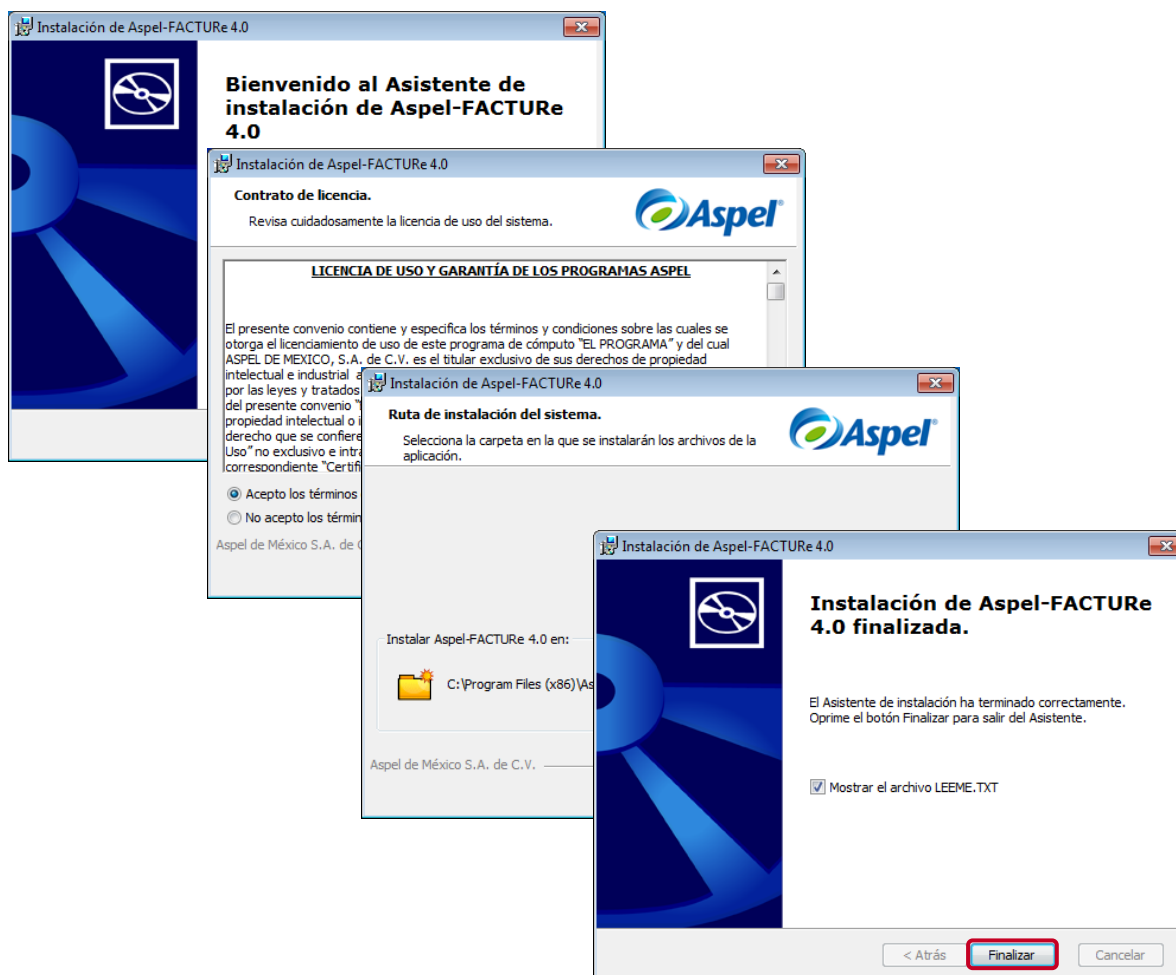 Instalación de Aspel-FACTURe 4.0
Bienvenido al Asistente de
instalación de Aspel-FACTURe
4.0
Instalación de Aspel-FACTURe 4.0
Contrato de licencia.
Revisa cuidadosamente la licencia de uso del sistema.
Aspel
LICENCIA DE USO Y GARANTÍA DE LOS PROGRAMAS ASPEL
El presente convenio contiene y especifica los términos y condiciones sobre las cuales se
otorga el licenciamiento de uso de este programa de cómputo "EL PROGRAMA" y del cual
ASPEL DE MEXICO, S.A. de C.V. es el titular exclusivo de sus derechos de propiedad
intelectual e industrial
por las leyes y tratados
del presente convenio
propiedad intelectual o
derecho que se confiere
Uso" no exclusivo e
correspondiente
Acepto los términos
No acepto los
Aspel de México S.A. de
Instalación de Aspel-FACTURe 4.0
Ruta de instalación del sistema.
Selecciona la carpeta en la que se instalarán los archivos de la
aplicación.
Aspel
Instalar Aspel-FACTURe 4.0 en:
C:\Program Files (x86)\As
Aspel de México S.A. de C.V.
Instalación de Aspel-FACTURe 4.0
Instalación de Aspel-FACTURe
4.0 finalizada.
El Asistente de instalación ha terminado correctamente.
Oprime el botón Finalizar para salir del Asistente.
Mostrar el archivo LEEME.TXT
< Atrás
Finalizar
Cancelar